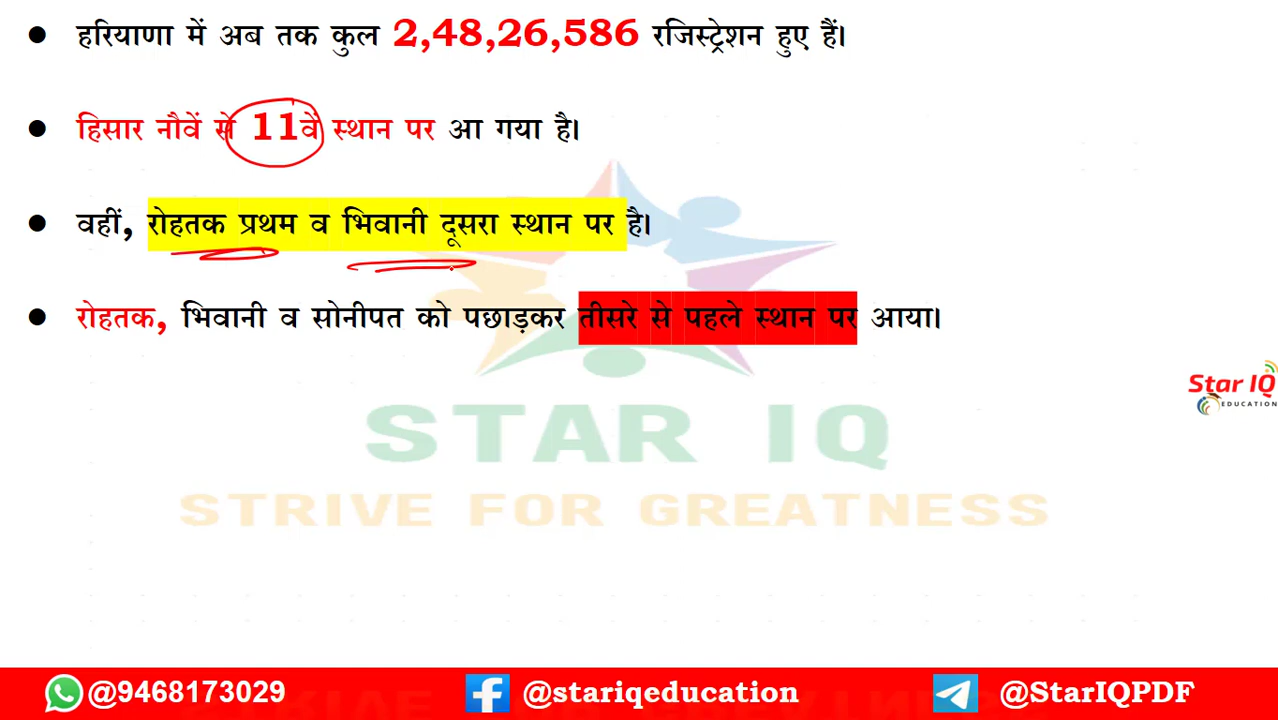 ● हरियाणा में अब तक कुल 2,48,26,586 रजिस्ट्रेशन हुए हैं।
● हिसार नौवें से 11वें स्थान पर आ गया है।
● वहीं, रोहतक प्रथम व भिवानी दूसरा स्थान पर है।
● रोहतक, भिवानी व सोनीपत को पछाड़कर तीसरे से पहले स्थान पर आया।
Star IQ
EDUCATION
STAR IQ
STRIVE FOR GREATNESS
@9468173029 @stariqeducation @StarIQPDF